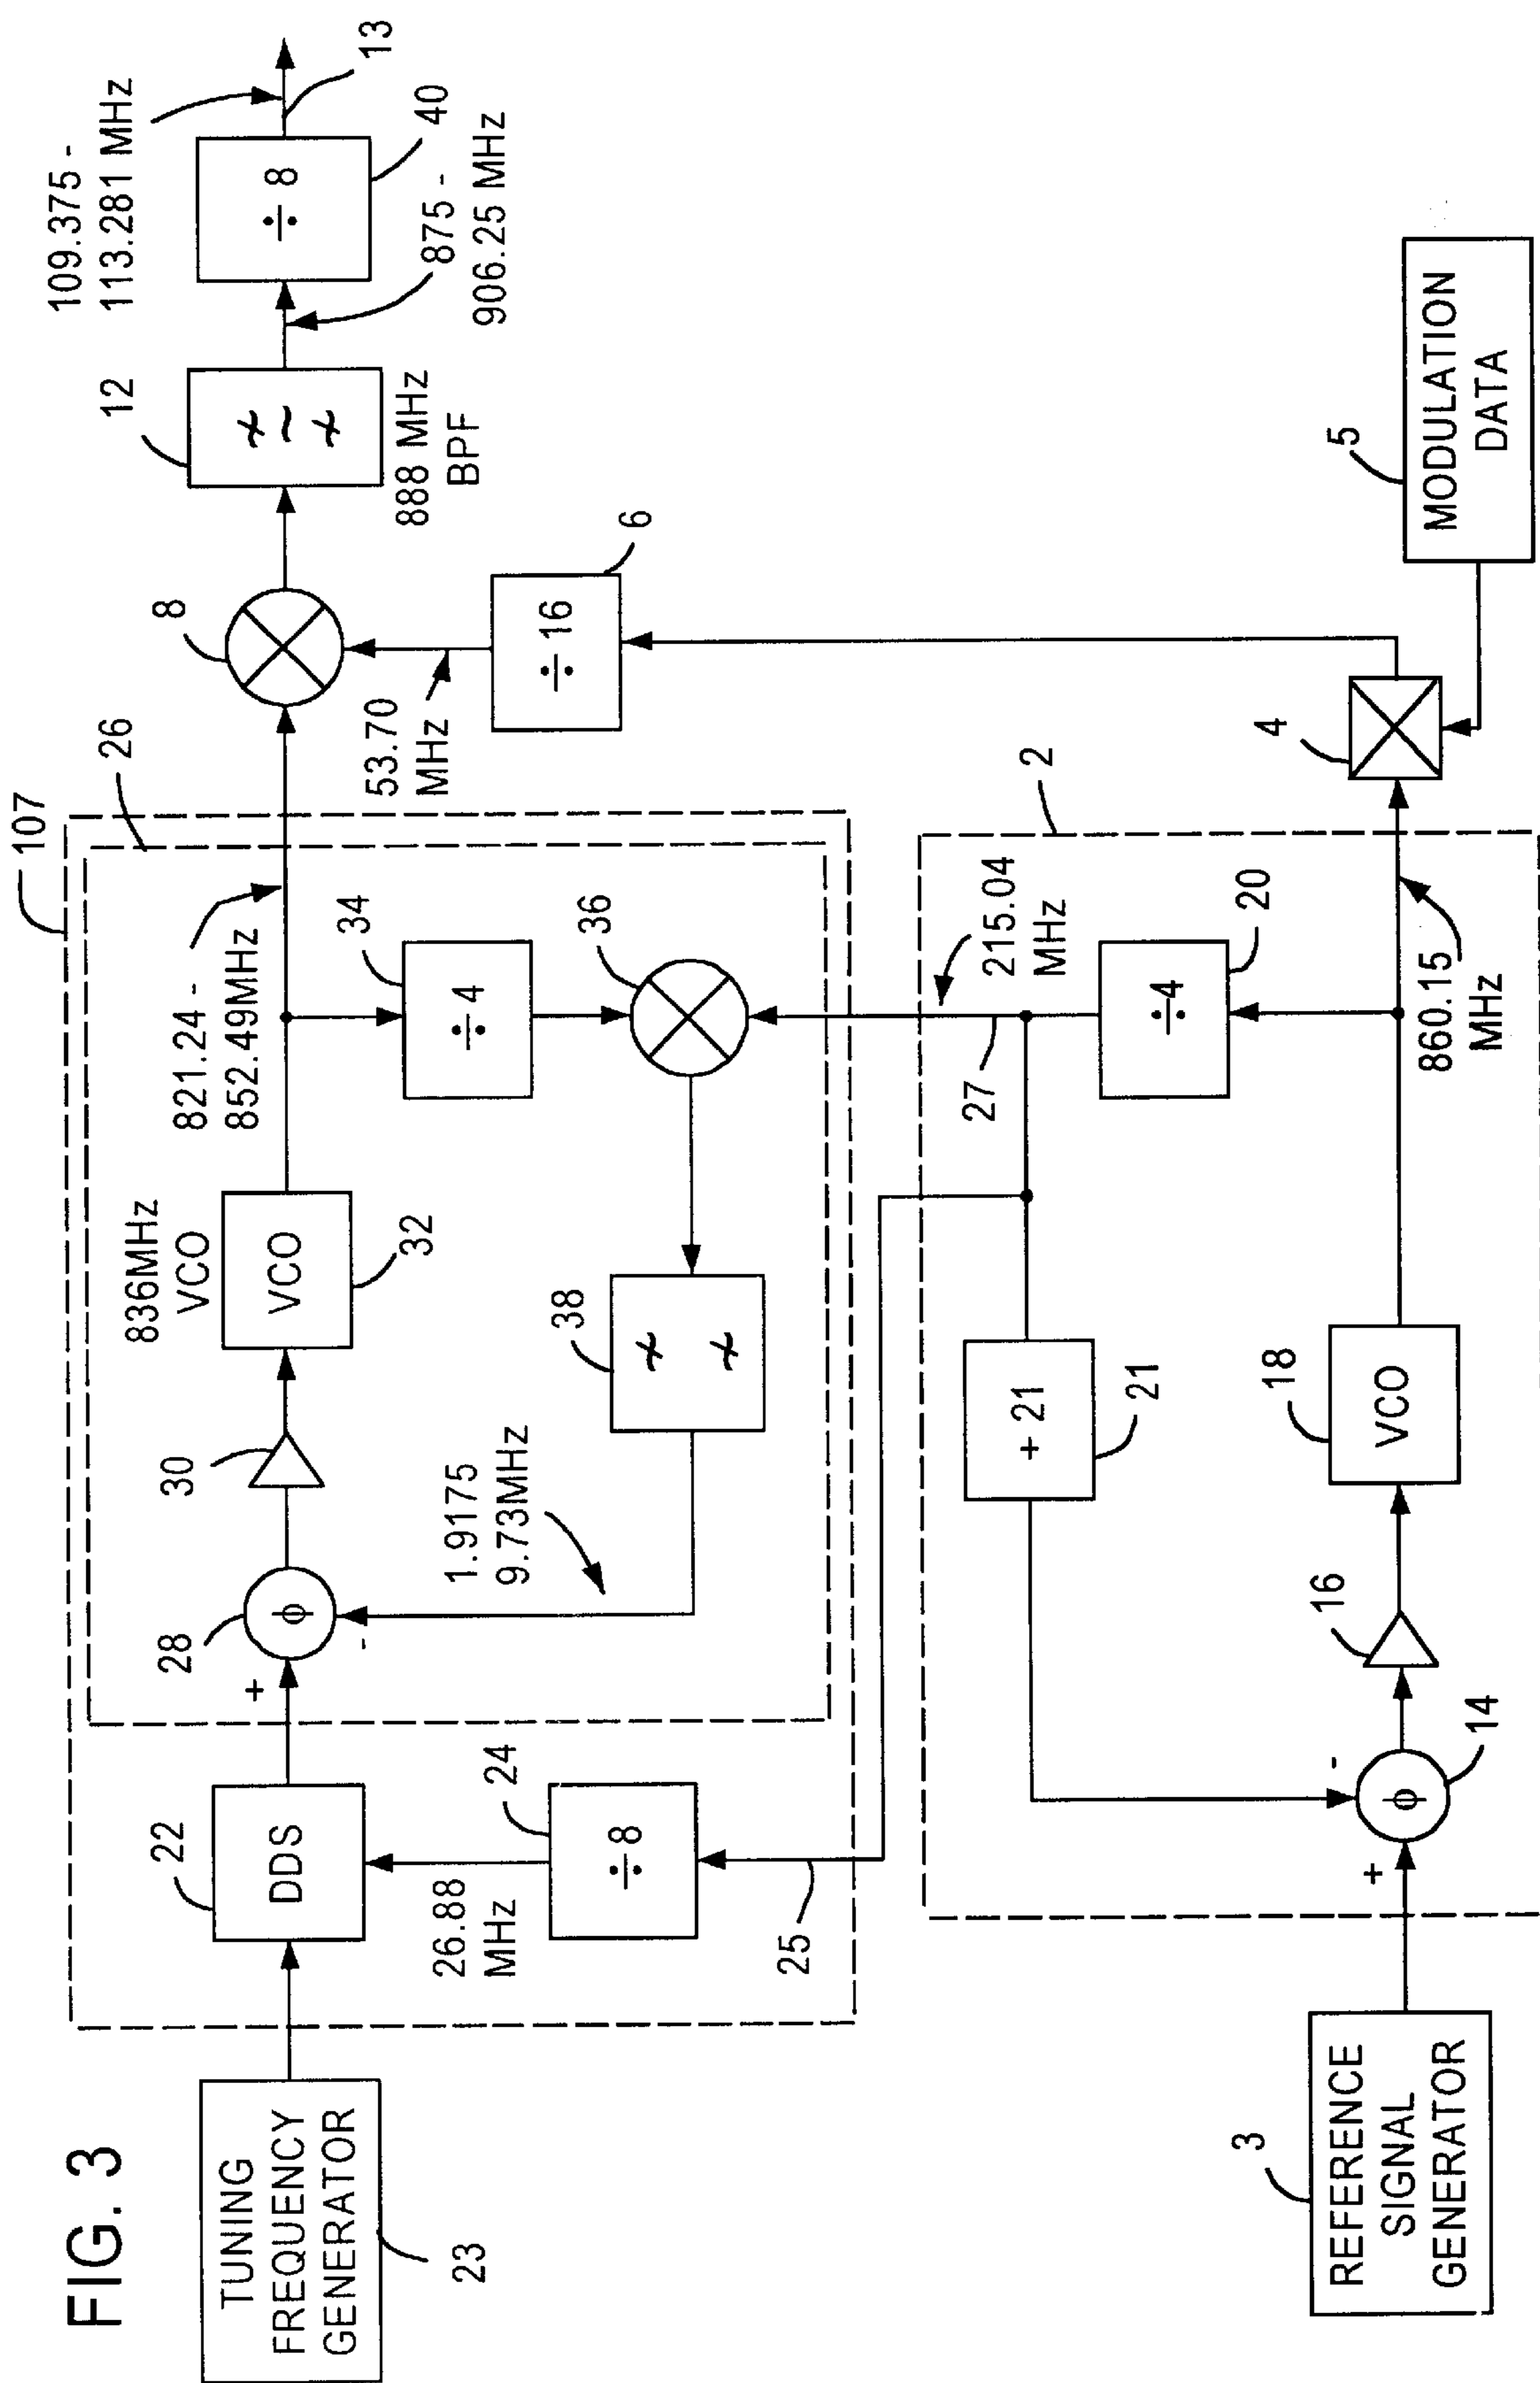 FIG. 3
TUNING
FREQUENCY
GENERATOR
23
22
DDS
26.88
MHz
24
÷ 8
25
107
26
+
-
28
ϕ
30
836MHz
VCO
VCO
32
821.24 -
852.49MHz
34
÷ 4
36
38
1.9175
9.73MHz
8
53.70
MHz
÷ 16
6
12
888 MHz
BPF
875 -
906.25 MHz
÷ 8
40
109.375 -
113.281 MHz
13
3
REFERENCE
SIGNAL
GENERATOR
2
+
-
ϕ
14
16
18
VCO
+ 21
21
27
215.04
MHz
÷4
20
860.15
MHz
4
5
MODULATION
DATA